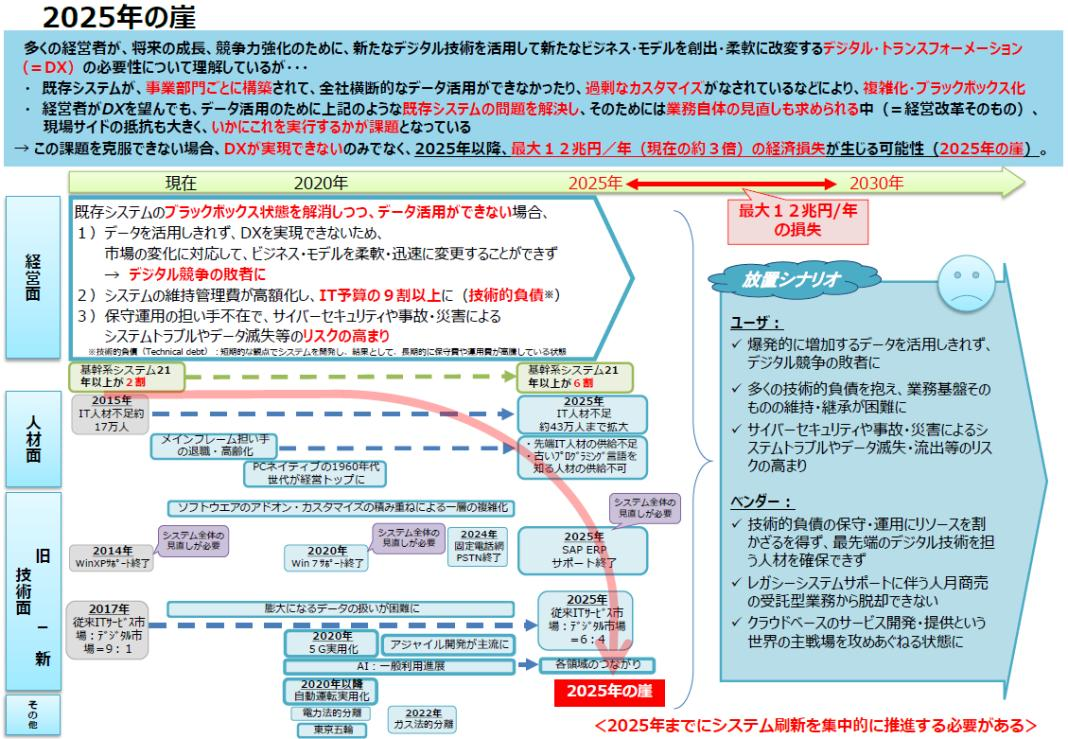 2025年の崖
多くの経営者が、将来の成長、競争力強化のために、新たなデジタル技術を活用して新たなビジネス・モデルを創出・柔軟に改変するデジタル・トランスフォーメーション
（＝DX）の必要性について理解しているが・・・
・ 既存システムが、事業部門ごとに構築されて、全社横断的なデータ活用ができなかったり、過剰なカスタマイズがなされているなどにより、複雑化・ブラックボックス化
・ 経営者がDXを望んでも、データ活用のために上記のような既存システムの問題を解決し、そのためには業務自体の見直しも求められる中（＝経営改革そのもの）、
現場サイドの抵抗も大きく、いかにこれを実行するかが課題となっている
→ この課題を克服できない場合、DXが実現できないのみでなく、2025年以降、最大１２兆円／年（現在の約３倍）の経済損失が生じる可能性（2025年の崖）。
現在
2020年
2025年
2030年
経営面
既存システムのブラックボックス状態を解消しつつ、データ活用ができない場合、
１）データを活用しきれず、DXを実現できないため、
市場の変化に対応して、ビジネス・モデルを柔軟・迅速に変更することができず
→ デジタル競争の敗者に
２）システムの維持管理費が高額化し、IT予算の９割以上に（技術的負債※）
３）保守運用の担い手不在で、サイバーセキュリティや事故・災害による
システムトラブルやデータ滅失等のリスクの高まり
※技術的負債（Technical debt）：短期的な観点でシステムを開発し、結果として、長期的に保守費や運用費が高騰している状態
最大１２兆円/年
の損失
基幹系システム21
年以上が２割
基幹系システム21
年以上が６割
人材面
2015年
IT人材不足約
17万人
2025年
IT人材不足
約43万人まで拡大
メインフレーム担い手
の退職・高齢化
・先端IT人材の供給不足
・古いﾌﾟﾛｸﾞﾗﾐﾝｸﾞ言語を
知る人材の供給不可
PCネイティブの1960年代
世代が経営トップに
旧
技術面
ー
新
ソフトウエアのアドオン・カスタマイズの積み重ねによる一層の複雑化
システム全体の
見直しが必要
2014年
WinXPｻﾎﾟｰﾄ終了
システム全体の
見直しが必要
2020年
Win７ｻﾎﾟｰﾄ終了
2024年
固定電話網
PSTN終了
システム全体の
見直しが必要
2025年
SAP ERP
サポート終了
2017年
従来ITｻｰﾋﾞｽ市
場：ﾃﾞｼﾞﾀﾙ市
場＝9：1
膨大になるデータの扱いが困難に
2025年
従来ITｻｰﾋﾞｽ市
場：ﾃﾞｼﾞﾀﾙ市場
＝6：4
2020年
５G実用化
アジャイル開発が主流に
AI：一般利用進展
各領域のつながり
2020年以降
自動運転実用化
2025年の崖
その他
電力法的分離
東京五輪
2022年
ガス法的分離
放置シナリオ
ユーザ：
✓ 爆発的に増加するデータを活用しきれず、
デジタル競争の敗者に
✓ 多くの技術的負債を抱え、業務基盤その
ものの維持・継承が困難に
✓ サイバーセキュリティや事故・災害によるシ
ステムトラブルやデータ滅失・流出等のリス
クの高まり
ベンダー：
✓ 技術的負債の保守・運用にリソースを割
かざるを得ず、最先端のデジタル技術を担
う人材を確保できず
✓ レガシーシステムサポートに伴う人月商売
の受託型業務から脱却できない
✓ クラウドベースのサービス開発・提供という
世界の主戦場を攻めあぐねる状態に
＜2025年までにシステム刷新を集中的に推進する必要がある＞